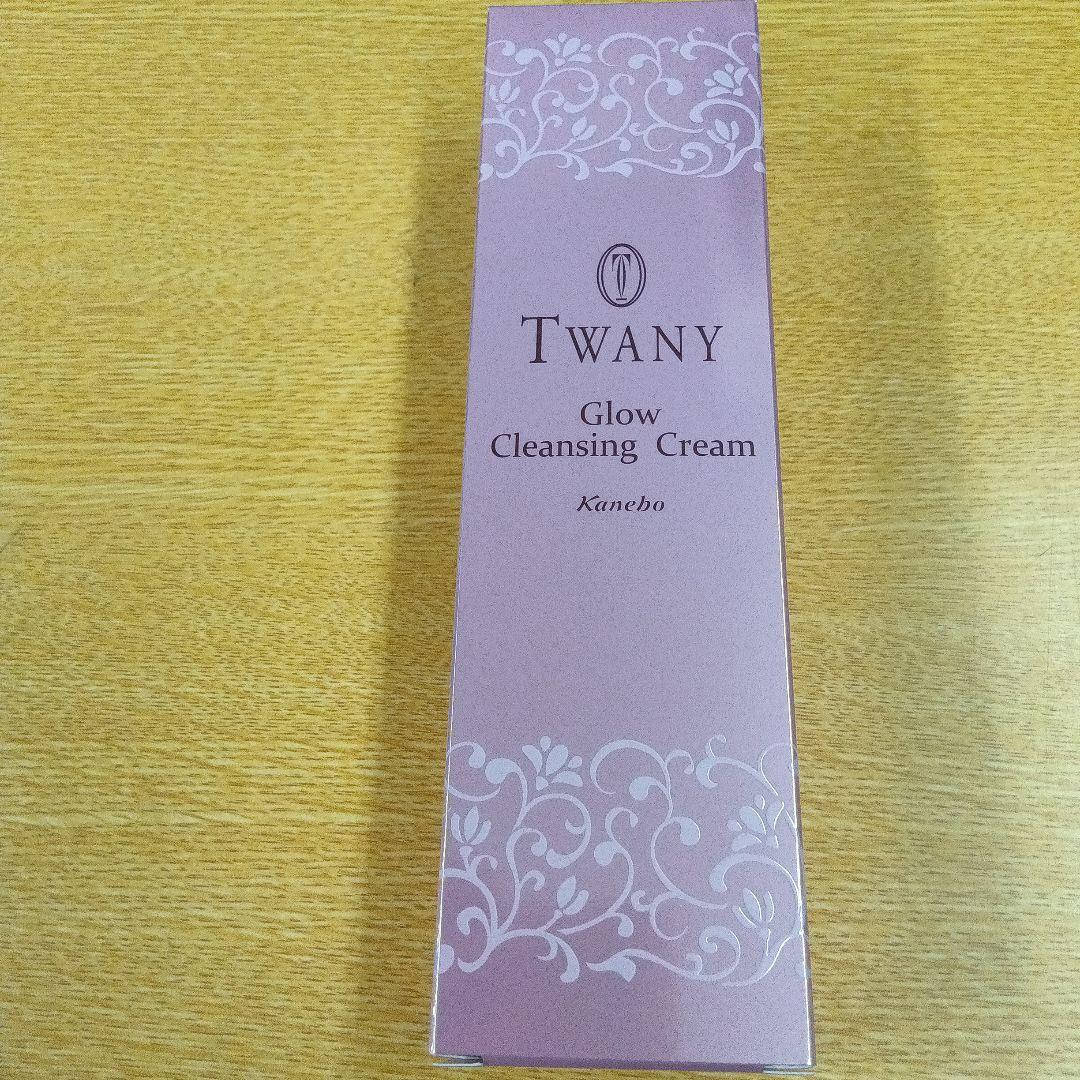 T
TWANY
Glow
Cleansing Cream
Kanebo